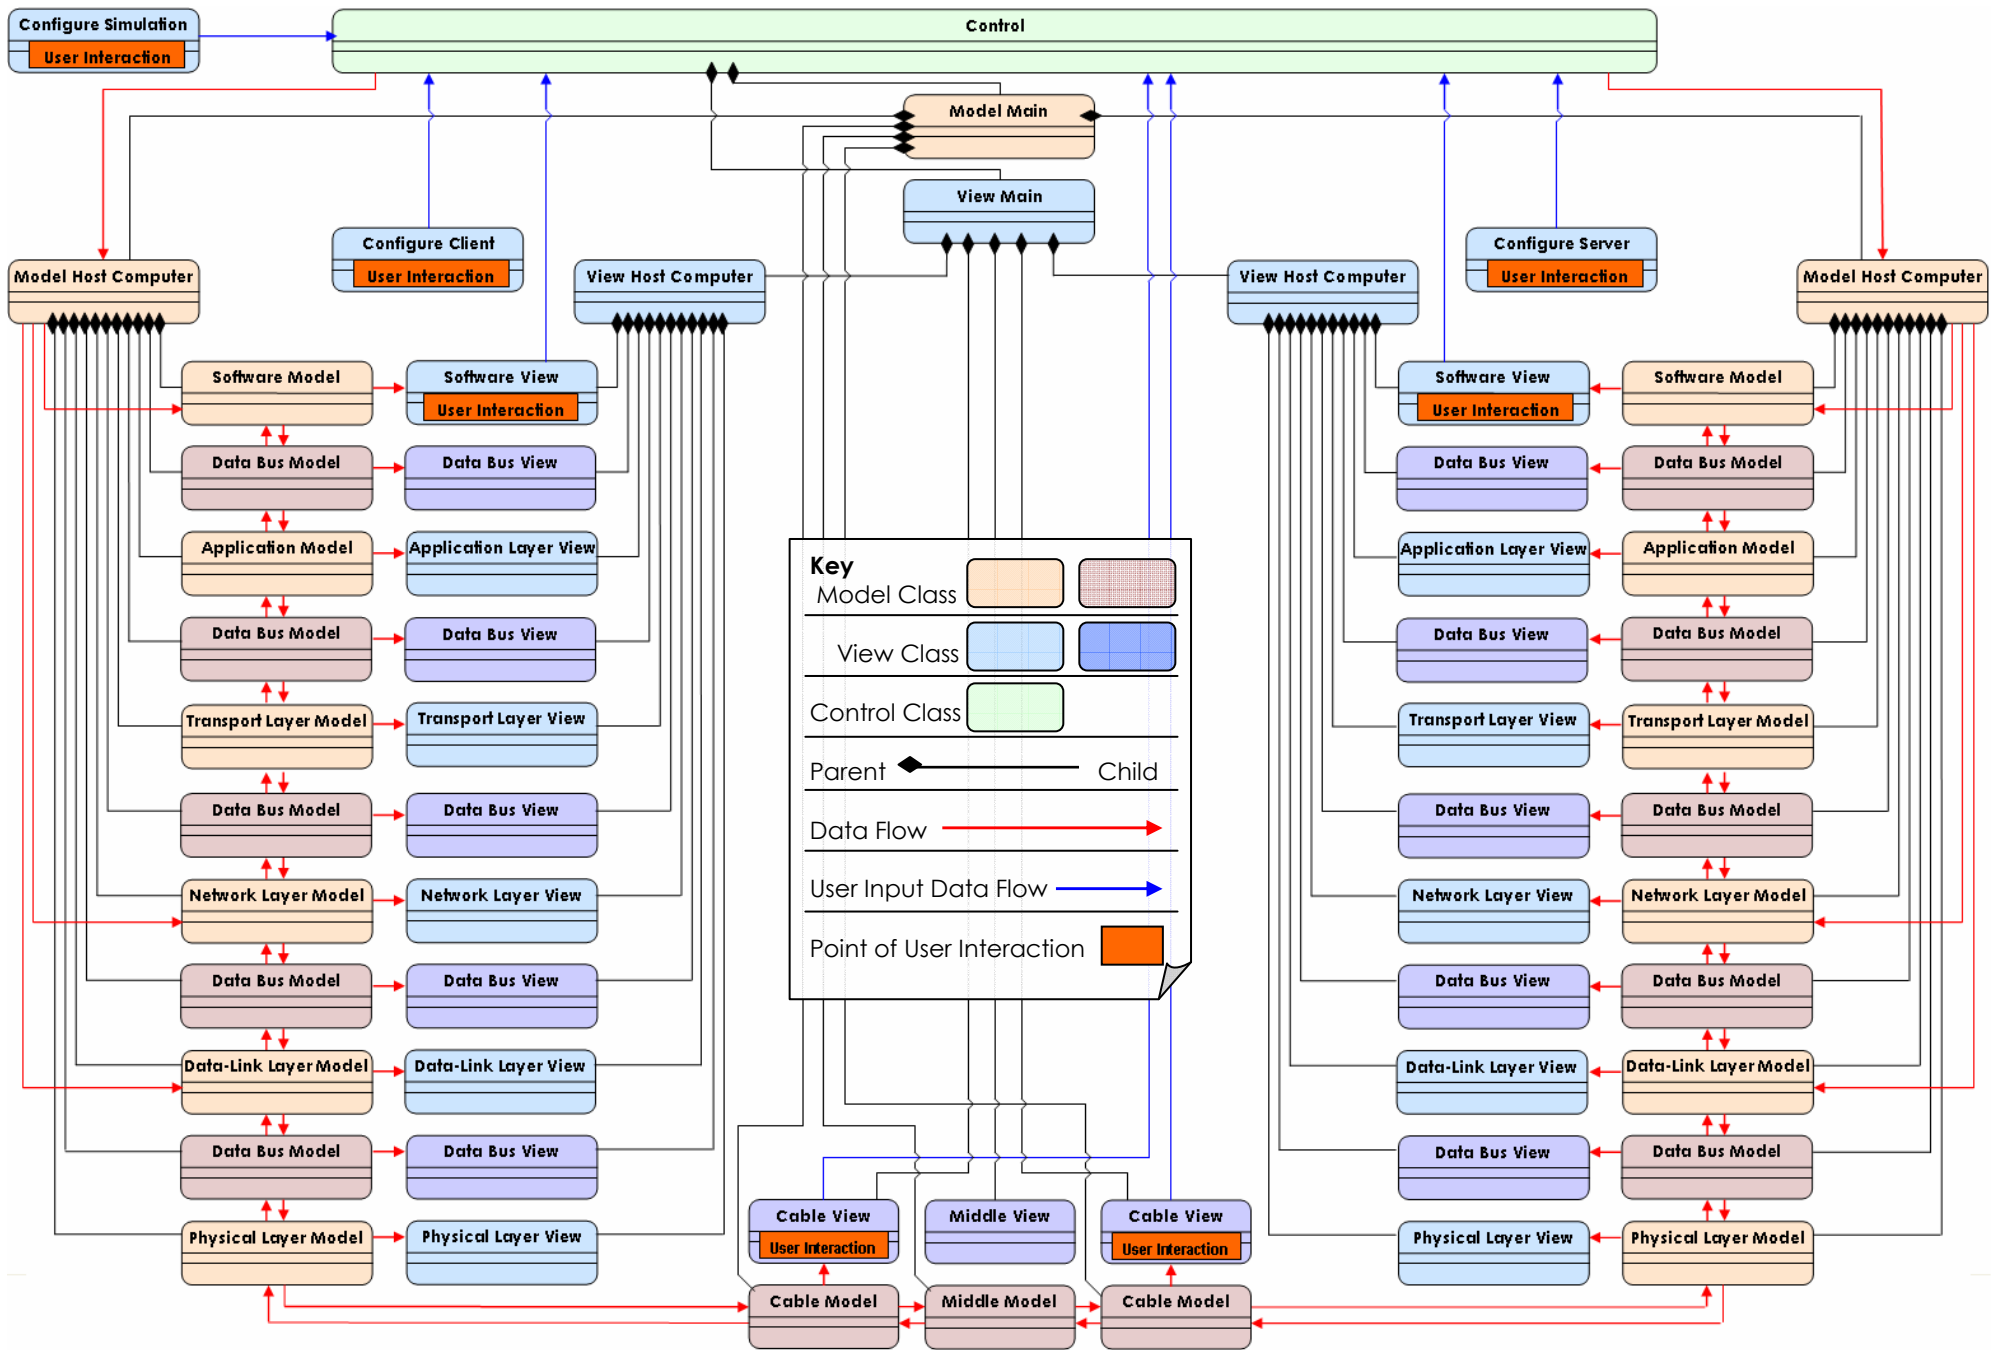 Configure Simulation
User Interaction
Control
Model Main
View Main
Configure Client
User Interaction
Configure Server
User Interaction
Model Host Computer
View Host Computer
View Host Computer
Model Host Computer
Software Model
Software View
User Interaction
Software View
User Interaction
Software Model
Data Bus Model
Data Bus View
Data Bus View
Data Bus Model
Application Model
Application Layer View
Application Layer View
Application Model
Data Bus Model
Data Bus View
Data Bus View
Data Bus Model
Transport Layer Model
Transport Layer View
Transport Layer View
Transport Layer Model
Data Bus Model
Data Bus View
Data Bus View
Data Bus Model
Network Layer Model
Network Layer View
Network Layer View
Network Layer Model
Data Bus Model
Data Bus View
Data Bus View
Data Bus Model
Data-Link Layer Model
Data-Link Layer View
Data-Link Layer View
Data-Link Layer Model
Data Bus Model
Data Bus View
Data Bus View
Data Bus Model
Physical Layer Model
Physical Layer View
Physical Layer View
Physical Layer Model
Key
Model Class
View Class
Control Class
Parent Child
Data Flow
User Input Data Flow
Point of User Interaction
Cable View
User Interaction
Middle View
Cable View
User Interaction
Cable Model
Middle Model
Cable Model